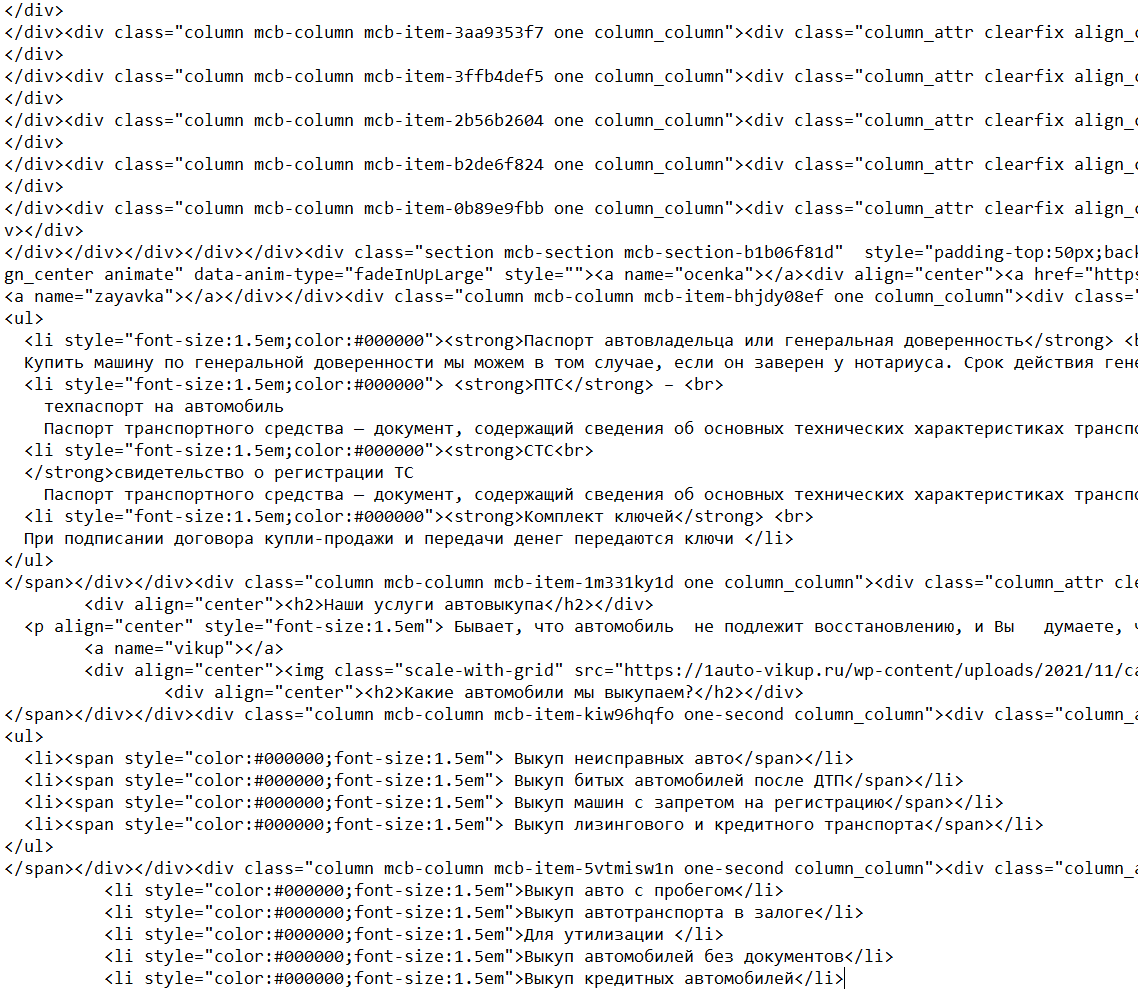 </div>
</div><div class="column mcb-column mcb-item-3aa9353f7 one column_column"><div class="column_attr clearfix align_c
</div>
</div><div class="column mcb-column mcb-item-3ffb4def5 one column_column"><div class="column_attr clearfix align_c
</div>
</div><div class="column mcb-column mcb-item-2b56b2604 one column_column"><div class="column_attr clearfix align_c
</div>
</div><div class="column mcb-column mcb-item-b2de6f824 one column_column"><div class="column_attr clearfix align_c
</div>
</div><div class="column mcb-column mcb-item-0b89e9fbb one column_column"><div class="column_attr clearfix align_c
v></div>
</div></div></div></div></div><div class="section mcb-section mcb-section-b1b06f81d"  style="padding-top:50px;back
gn_center animate" data-anim-type="fadeInUpLarge" style=""><a name="ocenka"></a><div align="center"><a href="https
<a name="zayavka"></a></div></div><div class="column mcb-column mcb-item-bhjdy08ef one column_column"><div class="
<ul>
  <li style="font-size:1.5em;color:#000000"><strong>Паспорт автовладельца или генеральная доверенность</strong> <b
  Купить машину по генеральной доверенности мы можем в том случае, если он заверен у нотариуса. Срок действия гене
  <li style="font-size:1.5em;color:#000000"> <strong>ПТС</strong> — <br>
    техпаспорт на автомобиль
    Паспорт транспортного средства — документ, содержащий сведения об основных технических характеристиках транспо
  <li style="font-size:1.5em;color:#000000"><strong>СТС<br>
  </strong>свидетельство о регистрации ТС
    Паспорт транспортного средства — документ, содержащий сведения об основных технических характеристиках транспо
  <li style="font-size:1.5em;color:#000000"><strong>Комплект ключей</strong> <br>
  При подписании договора купли-продажи и передачи денег передаются ключи </li>
</ul>
</span></div></div><div class="column mcb-column mcb-item-1m331ky1d one column_column"><div class="column_attr cle
        <div align="center"><h2>Наши услуги автовыкупа</h2></div>
  <p align="center" style="font-size:1.5em"> Бывает, что автомобиль  не подлежит восстановлению, и Вы   думаете, ч
        <a name="vikup"></a>
        <div align="center"><img class="scale-with-grid" src="https://1auto-vikup.ru/wp-content/uploads/2021/11/ca
                <div align="center"><h2>Какие автомобили мы выкупаем?</h2></div>
</span></div></div><div class="column mcb-column mcb-item-kiw96hqfo one-second column_column"><div class="column_a
<ul>
  <li><span style="color:#000000;font-size:1.5em"> Выкуп неисправных авто</span></li>
  <li><span style="color:#000000;font-size:1.5em"> Выкуп битых автомобилей после ДТП</span></li>
  <li><span style="color:#000000;font-size:1.5em"> Выкуп машин с запретом на регистрацию</span></li>
  <li><span style="color:#000000;font-size:1.5em"> Выкуп лизингового и кредитного транспорта</span></li>
</ul>
</span></div></div><div class="column mcb-column mcb-item-5vtmisw1n one-second column_column"><div class="column_a
          <li style="color:#000000;font-size:1.5em">Выкуп авто с пробегом</li>
          <li style="color:#000000;font-size:1.5em">Выкуп автотранспорта в залоге</li>
          <li style="color:#000000;font-size:1.5em">Для утилизации </li>
          <li style="color:#000000;font-size:1.5em">Выкуп автомобилей без документов</li>
          <li style="color:#000000;font-size:1.5em">Выкуп кредитных автомобилей</li>